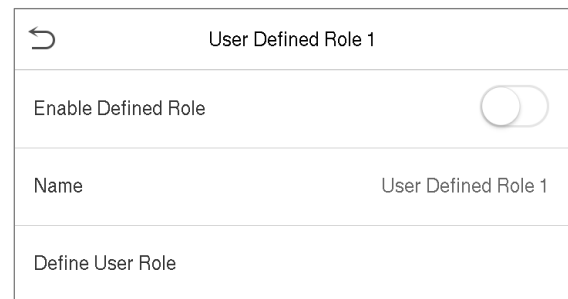 User Defined Role 1
Enable Defined Role
Name User Defined Role 1
Define User Role